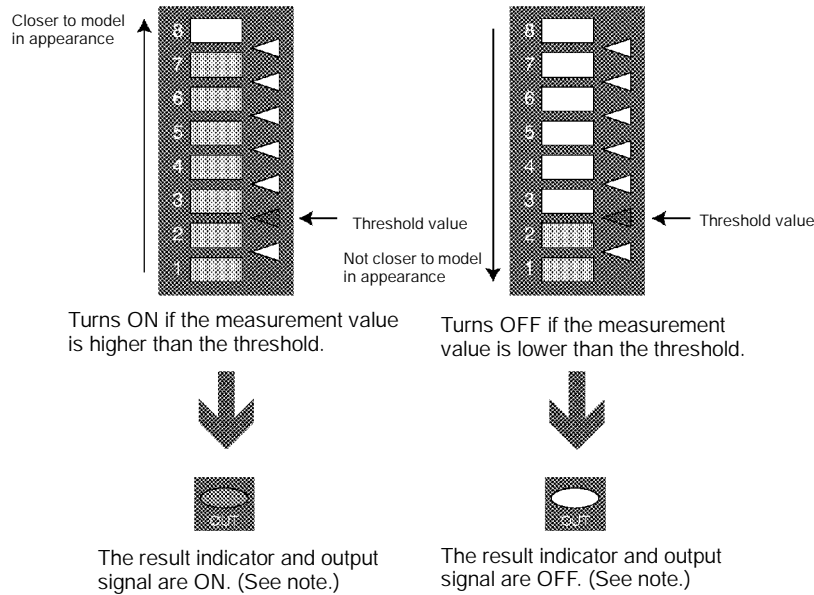 Closer to model
in appearance
8
7
6
5
4
3
2
1
Threshold value
Turns ON if the measurement value
is higher than the threshold.
OUT
The result indicator and output
signal are ON. (See note.)
8
7
6
5
4
3
2
1
Threshold value
Not closer to model
in appearance
Turns OFF if the measurement
value is lower than the threshold.
OUT
The result indicator and output
signal are OFF. (See note.)